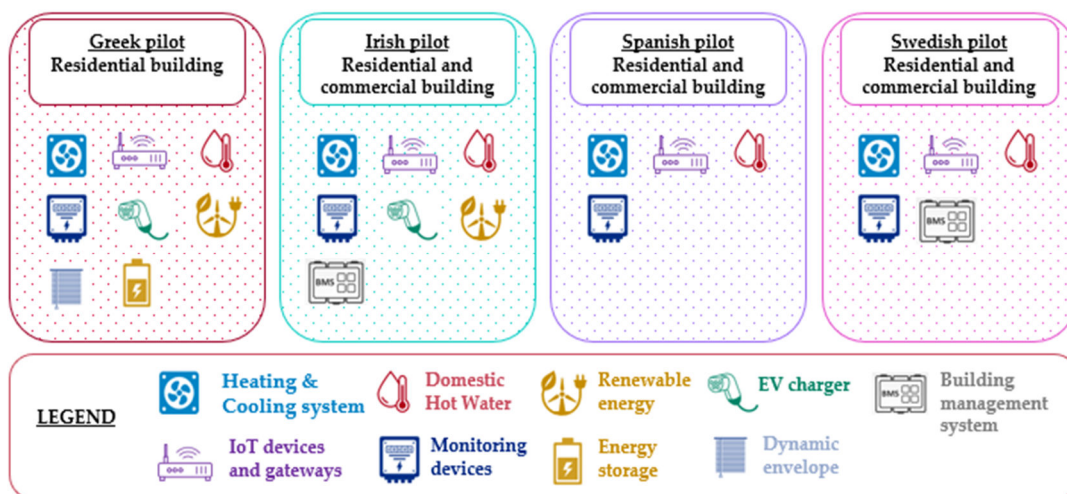 Greek pilot
Residential building
Irish pilot
Residential and
commercial building
Spanish pilot
Residential and
commercial building
Swedish pilot
Residential and
commercial building
BMS
BMS
LEGEND
Heating &
Cooling system
Domestic
Hot Water
Renewable
energy
EV charger
BMS
Building
management
system
IoT devices
and gateways
Monitoring
devices
Energy
storage
Dynamic
envelope